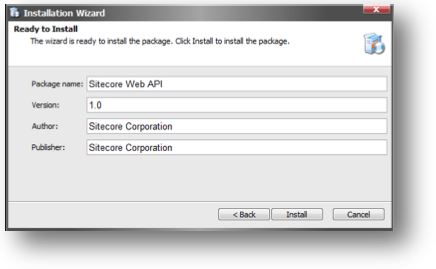 Installation Wizard
Ready to Install
The wizard is ready to install the package. Click Install to install the package.
Package name: Sitecore Web API
Version: 1.0
Author: Sitecore Corporation
Publisher: Sitecore Corporation
< Back Install Cancel